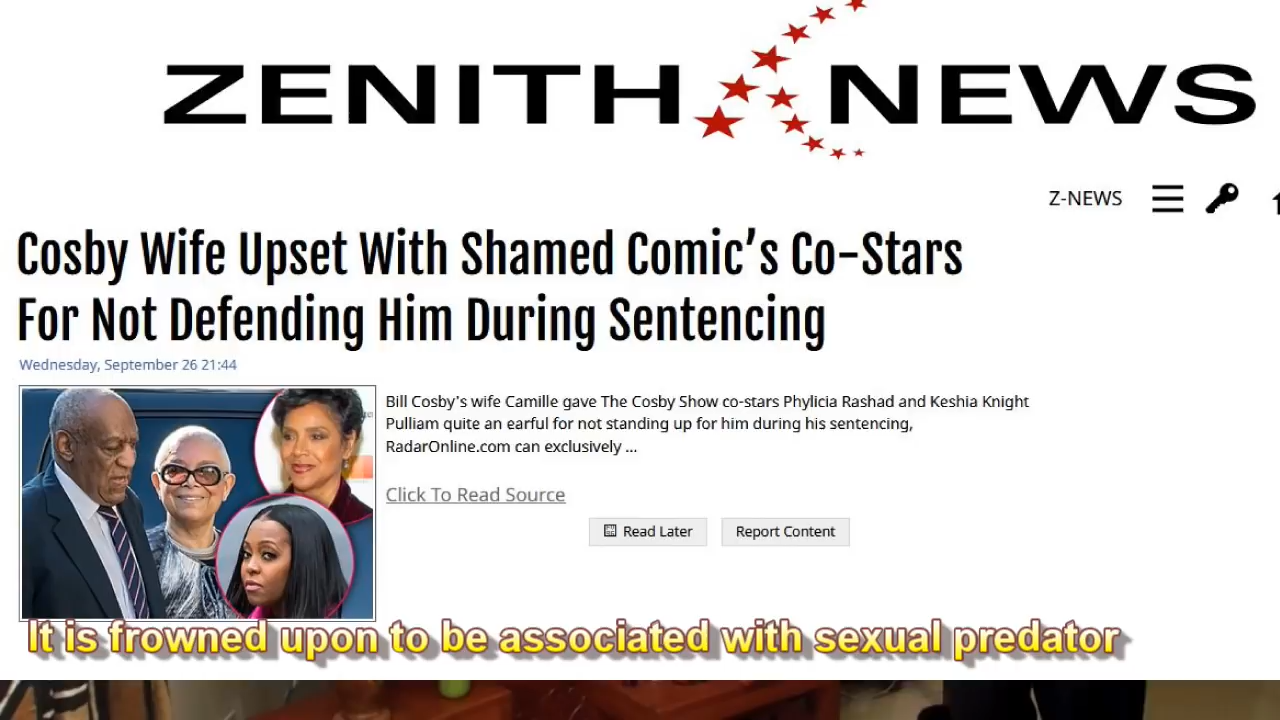 ZENITH NEWS
Z-NEWS
Cosby Wife Upset With Shamed Comic’s Co-Stars
For Not Defending Him During Sentencing
Wednesday, September 26 21:44
Bill Cosby's wife Camille gave The Cosby Show co-stars Phylicia Rashad and Keshia Knight
Pulliam quite an earful for not standing up for him during his sentencing,
RadarOnline.com can exclusively ...
Click To Read Source
Read Later
Report Content
It is frowned upon to be associated with sexual predator